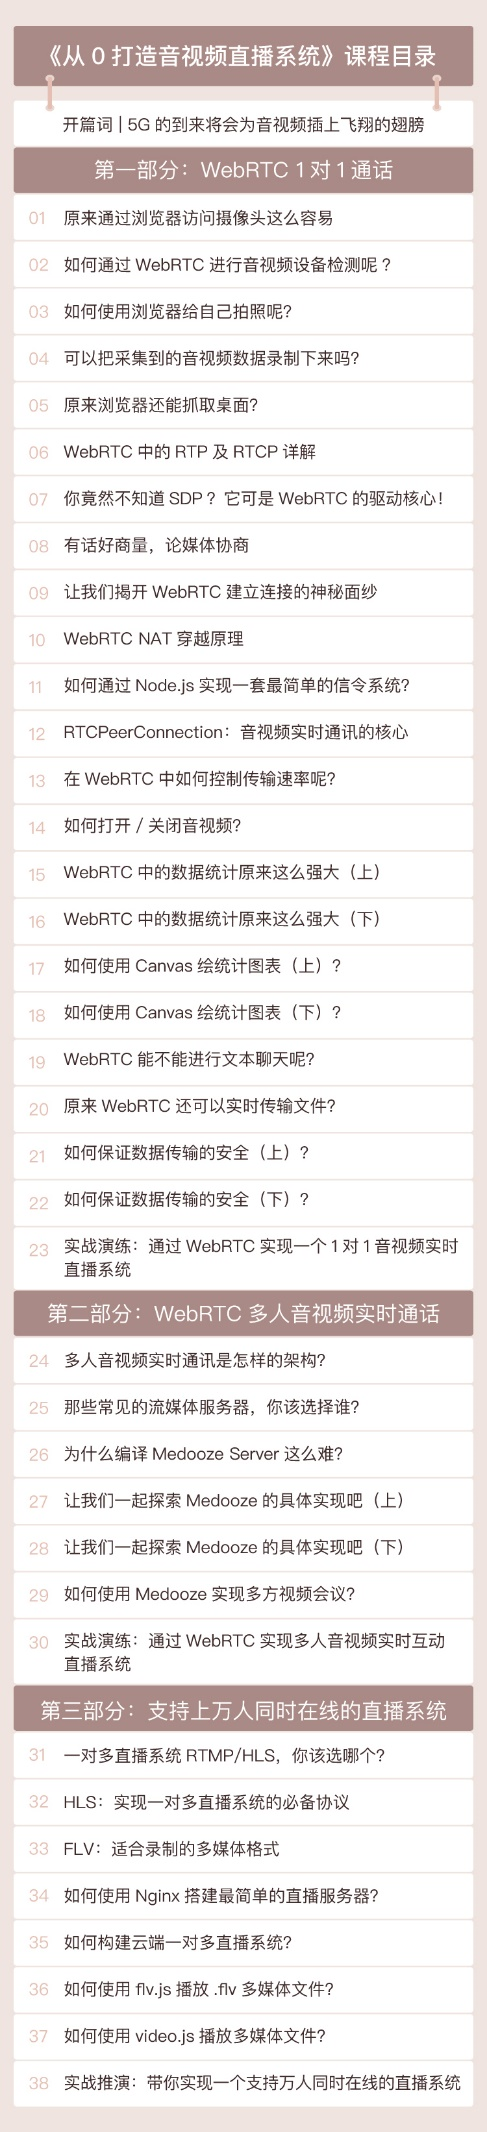 《从 0 打造音视频直播系统》课程目录
开篇词 | 5G 的到来将会为音视频插上飞翔的翅膀
第一部分：WebRTC 1 对 1 通话
01 原来通过浏览器访问摄像头这么容易
02 如何通过 WebRTC 进行音视频设备检测呢？
03 如何使用浏览器给自己拍照呢?
04 可以把采集到的音视频数据录制下来吗?
05 原来浏览器还能抓取桌面?
06 WebRTC 中的 RTP 及 RTCP 详解
07 你竟然不知道 SDP？它可是 WebRTC 的驱动核心!
08 有话好商量，论媒体协商
09 让我们揭开 WebRTC 建立连接的神秘面纱
10 WebRTC NAT 穿越原理
11 如何通过 Node.js 实现一套最简单的信令系统?
12 RTCPeerConnection：音视频实时通讯的核心
13 在 WebRTC 中如何控制传输速率呢?
14 如何打开 / 关闭音视频?
15 WebRTC 中的数据统计原来这么强大（上）
16 WebRTC 中的数据统计原来这么强大（下）
17 如何使用 Canvas 绘统计图表（上）?
18 如何使用 Canvas 绘统计图表（下）?
19 WebRTC 能不能进行文本聊天呢?
20 原来 WebRTC 还可以实时传输文件?
21 如何保证数据传输的安全（上）?
22 如何保证数据传输的安全（下）?
23 实战演练：通过 WebRTC 实现一个 1 对 1 音视频实时
直播系统
第二部分：WebRTC 多人音视频实时通话
24 多人音视频实时通讯是怎样的架构?
25 那些常见的流媒体服务器，你该选择谁?
26 为什么编译 Medooze Server 这么难?
27 让我们一起探索 Medooze 的具体实现吧（上）
28 让我们一起探索 Medooze 的具体实现吧（下）
29 如何使用 Medooze 实现多方视频会议?
30 实战演练：通过 WebRTC 实现多人音视频实时互动
直播系统
第三部分：支持上万人同时在线的直播系统
31 一对多直播系统 RTMP/HLS，你该选哪个?
32 HLS：实现一对多直播系统的必备协议
33 FLV：适合录制的多媒体格式
34 如何使用 Nginx 搭建最简单的直播服务器?
35 如何构建云端一对多直播系统?
36 如何使用 flv.js 播放 .flv 多媒体文件?
37 如何使用 video.js 播放多媒体文件?
38 实战推演：带你实现一个支持万人同时在线的直播系统